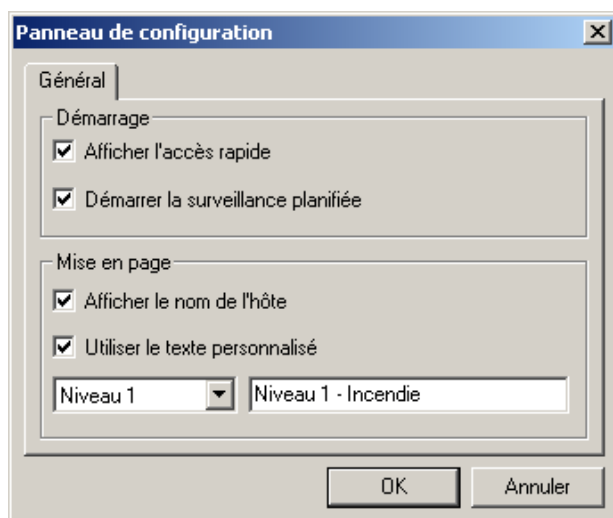 Panneau de configuration
Général
Démarrage
Afficher l'accès rapide
Démarrer la surveillance planifiée
Mise en page
Afficher le nom de l'hôte
Utiliser le texte personnalisé
Niveau 1 Niveau 1 - Incendie
OK Annuler